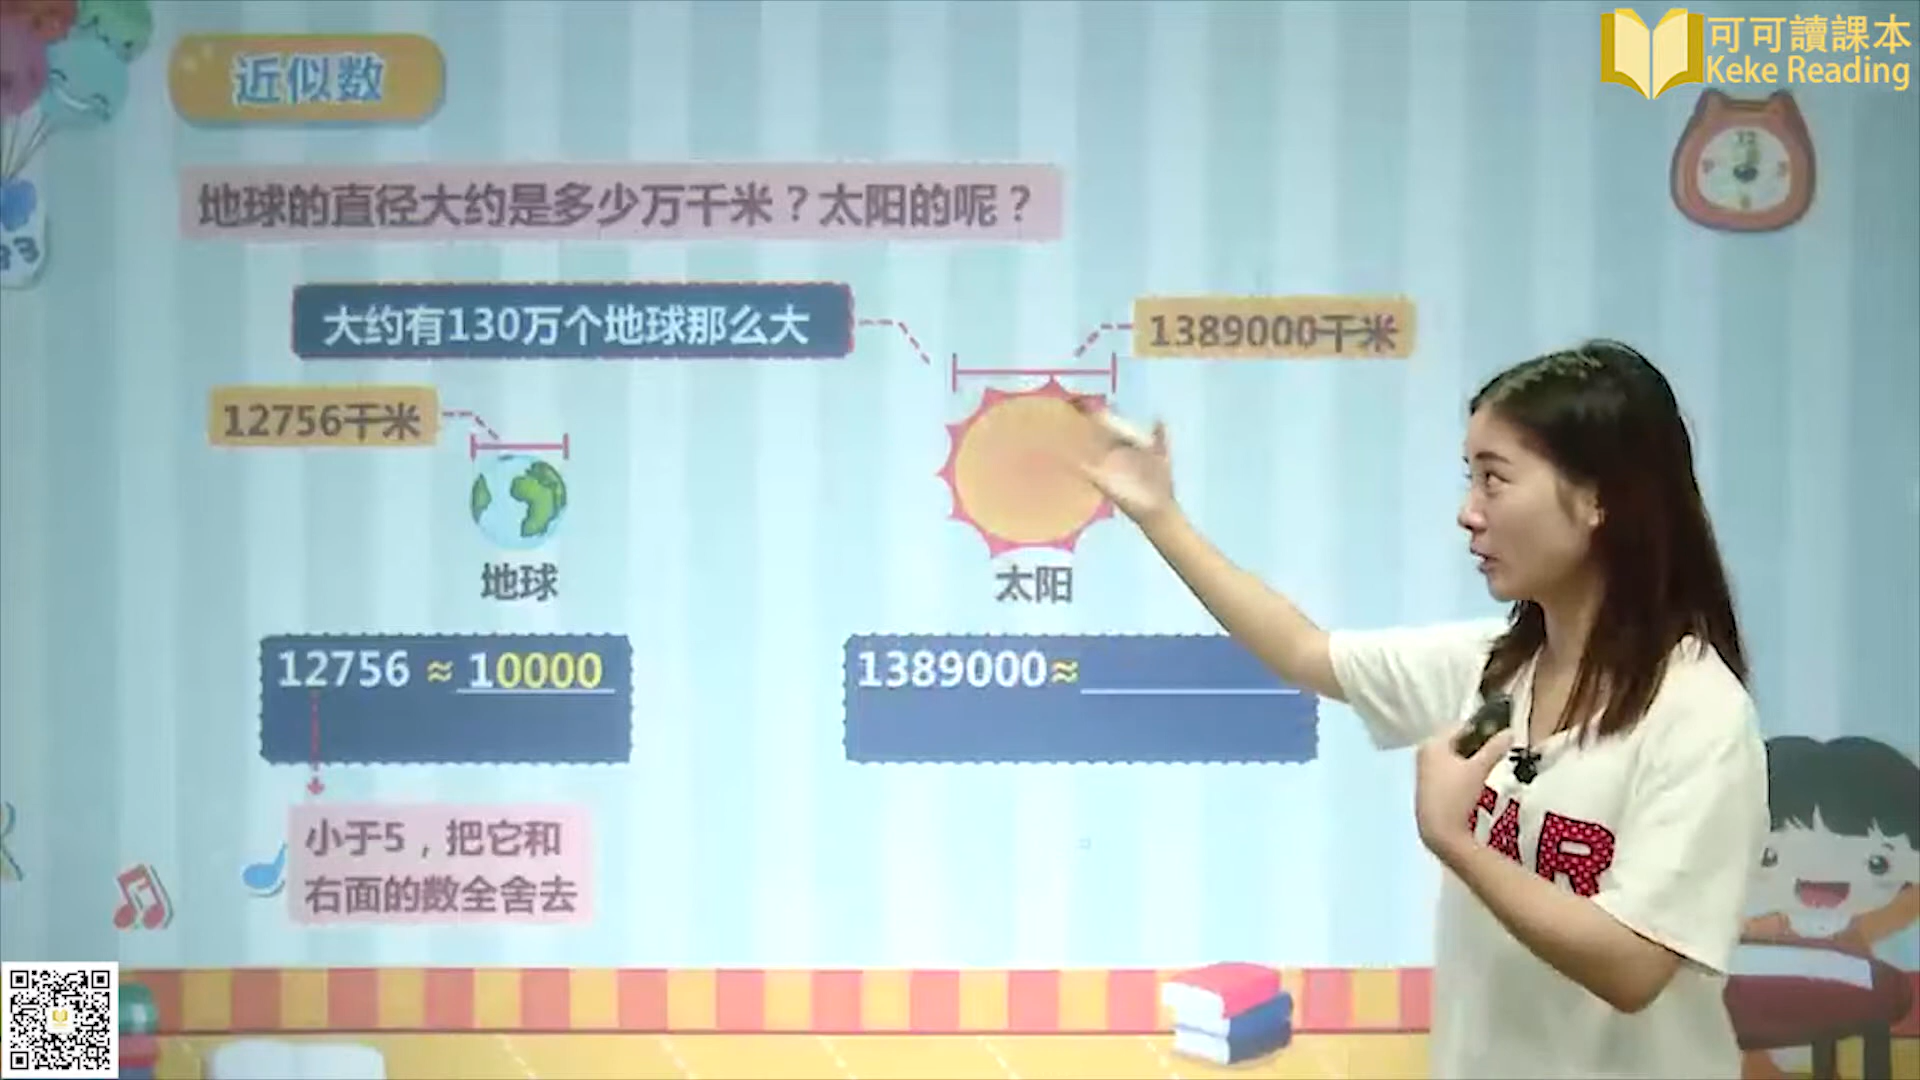 可可讀課本
Keke Reading
近似数
地球的直径大约是多少万千米？太阳的呢？
大约有130万个地球那么大
1389000千米
12756千米
地球
太阳
12756 ≈ 10000
1389000≈
小于5，把它和
右面的数全舍去